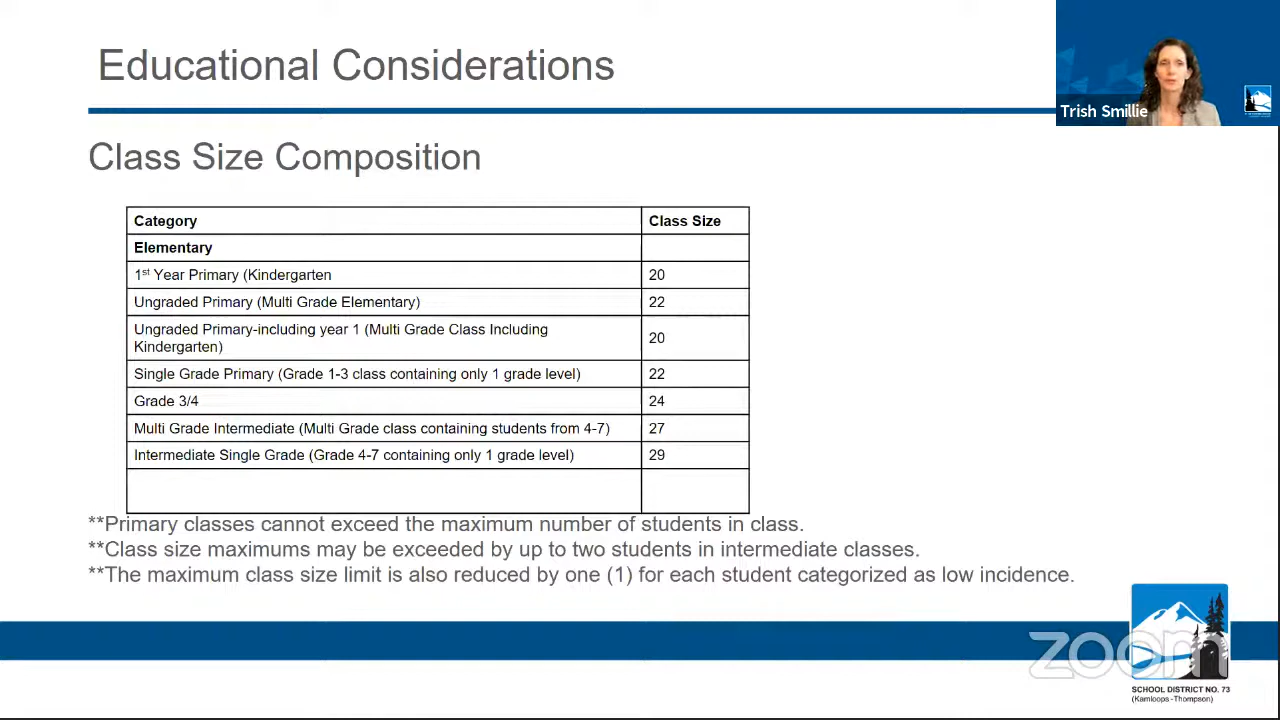 Educational Considerations
Trish Smillie
Class Size Composition
Category Class Size
Elementary
1st Year Primary (Kindergarten 20
Ungraded Primary (Multi Grade Elementary) 22
Ungraded Primary-including year 1 (Multi Grade Class Including
Kindergarten) 20
Single Grade Primary (Grade 1-3 class containing only 1 grade level) 22
Grade 3/4 24
Multi Grade Intermediate (Multi Grade class containing students from 4-7) 27
Intermediate Single Grade (Grade 4-7 containing only 1 grade level) 29
**Primary classes cannot exceed the maximum number of students in class.
**Class size maximums may be exceeded by up to two students in intermediate classes.
**The maximum class size limit is also reduced by one (1) for each student categorized as low incidence.
zoom
SCHOOL DISTRICT NO. 73
(Kamloops -Thompson)